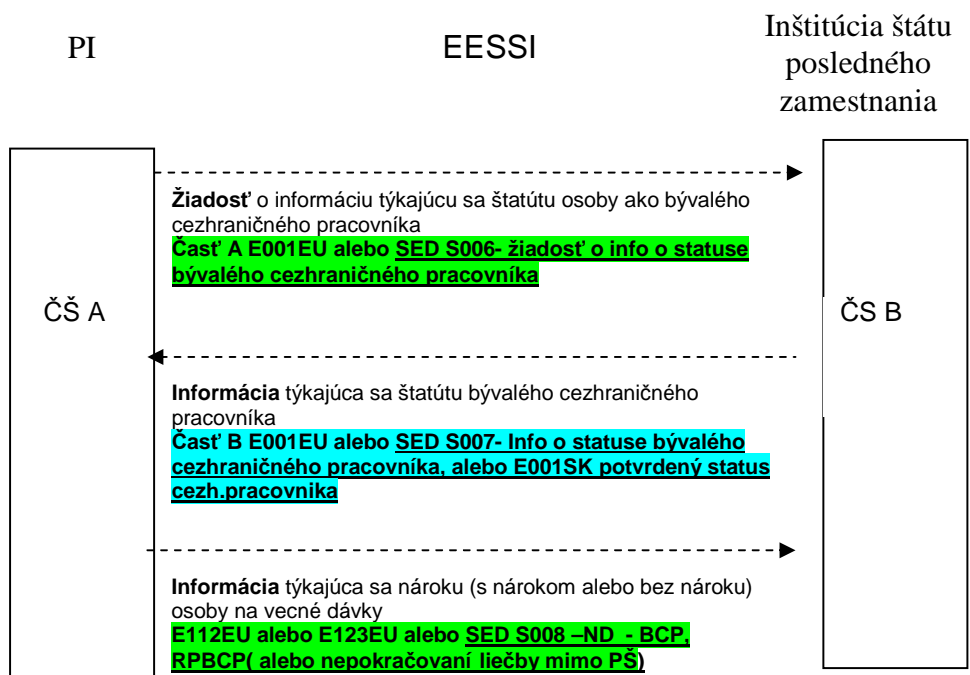 PI
EESSI
Inštitúcia štátu
posledného
zamestnania
Žiadosť o informáciu týkajúcu sa štatútu osoby ako bývalého
cezhraničného pracovníka
Časť A E001EU alebo SED S006- žiadosť o info o statuse
bývalého cezhraničného pracovníka
ČŠ A
ČS B
Informácia týkajúca sa štatútu bývalého cezhraničného
pracovníka
Časť B E001EU alebo SED S007- Info o statuse bývalého
cezhraničného pracovníka, alebo E001SK potvrdený status
cezh.pracovnika
Informácia týkajúca sa nároku (s nárokom alebo bez nároku)
osoby na vecné dávky
E112EU alebo E123EU alebo SED S008 –ND - BCP,
RPBCP( alebo nepokračovaní liečby mimo PŠ)